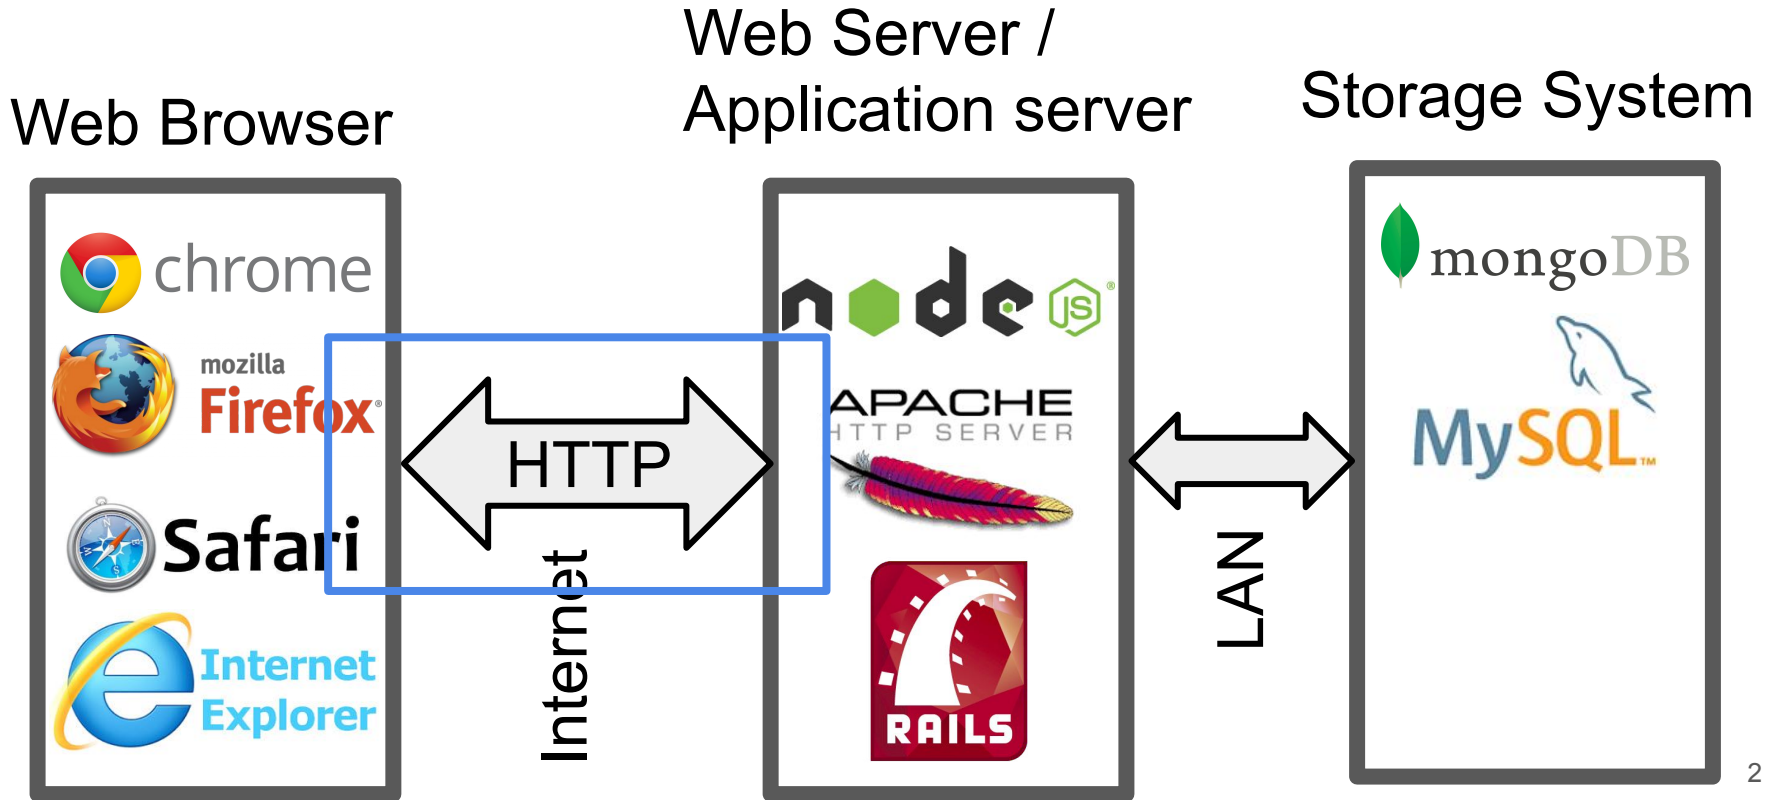 Web Browser
Web Server /
Application server
Storage System
chrome
mozilla
Firefox®
Safari
Internet
Explorer
HTTP
Internet
node JS®
APACHE
HTTP SERVER
RAILS
LAN
mongoDB
MySQL™
2